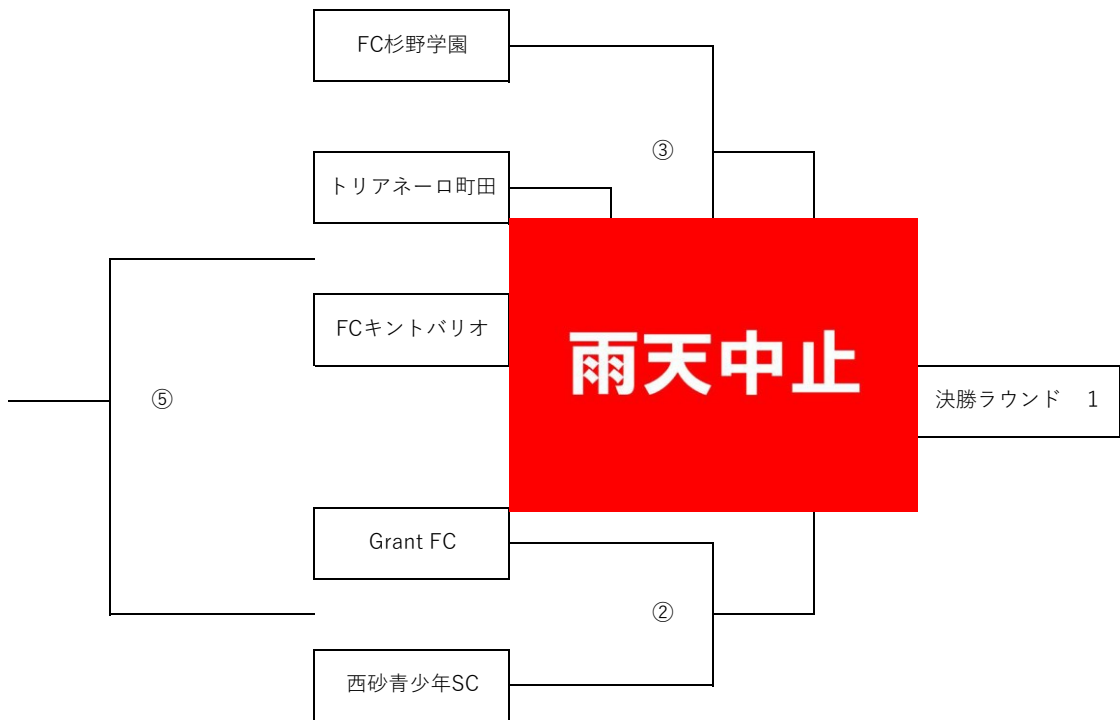 FC杉野学園
③
トリアネーロ町田
FCキントバリオ
雨天中止
⑤
決勝ラウンド　1
Grant FC
②
西砂青少年SC